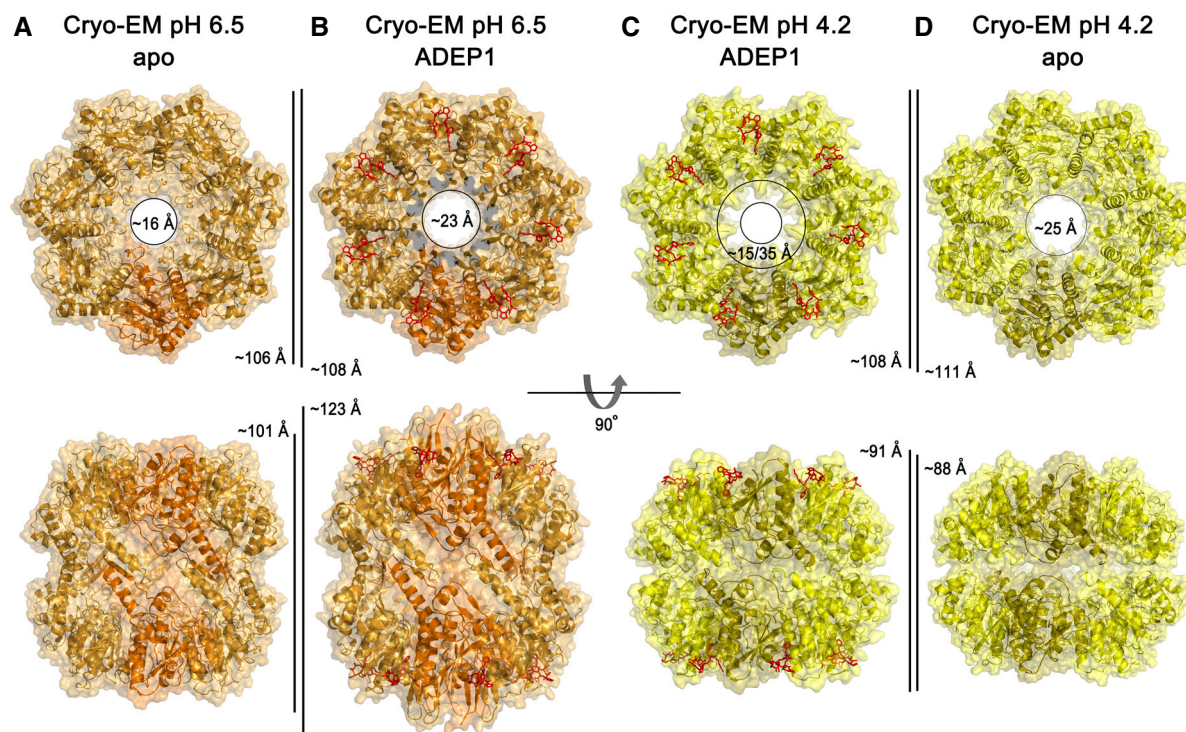 A Cryo-EM pH 6.5
apo
B Cryo-EM pH 6.5
ADEP1
C Cryo-EM pH 4.2
ADEP1
D Cryo-EM pH 4.2
apo
~16 Å
~23 Å
~15/35 Å
~25 Å
~106 Å
~108 Å
~108 Å
~111 Å
~101 Å
~123 Å
90°
~91 Å
~88 Å